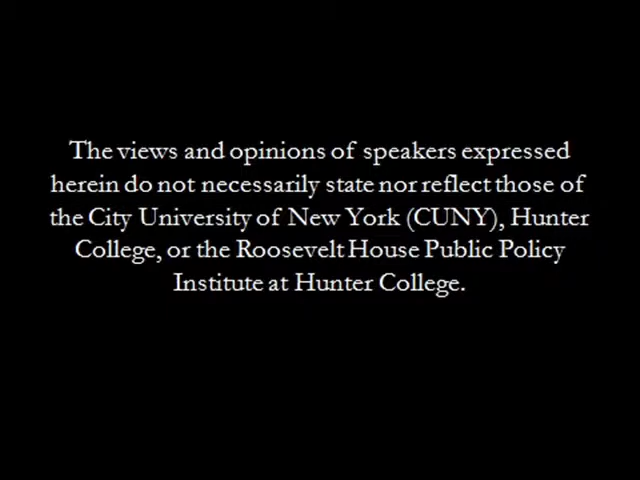 The views and opinions of speakers expressed
herein do not necessarily state nor reflect those of
the City University of New York (CUNY), Hunter
College, or the Roosevelt House Public Policy
Institute at Hunter College.